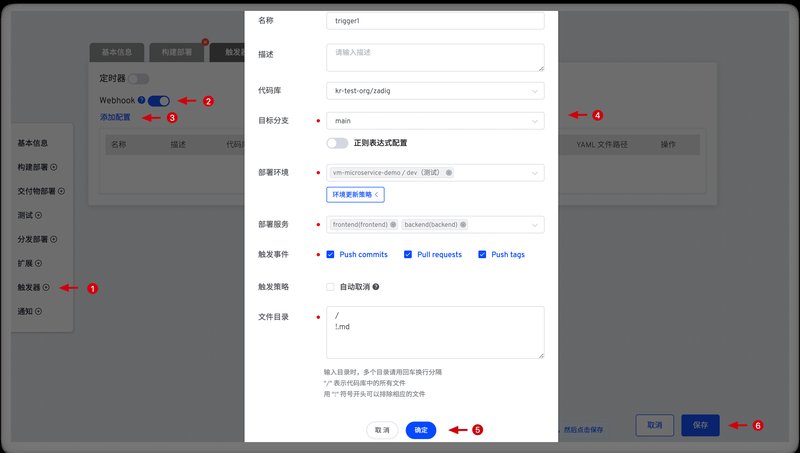 基本信息
构建部署
触发器
定时器
Webhook
2
添加配置
3
名称
描述
代码库
YAML 文件路径
操作
4
基本信息
构建部署
交付物部署
测试
分发部署
扩展
触发器
1
通知
名称
trigger1
描述
请输入描述
代码库
kr-test-org/zadig
目标分支
main
正则表达式配置
部署环境
vm-microservice-demo / dev（测试）
环境更新策略 <
部署服务
frontend(frontend)
backend(backend)
触发事件
Push commits
Pull requests
Push tags
触发策略
自动取消
文件目录
/
!.md
输入目录时，多个目录请用回车换行分隔
"/" 表示代码库中的所有文件
用 "!" 符号开头可以排除相应的文件
取消
确定
5
，然后点击保存
取消
保存
6